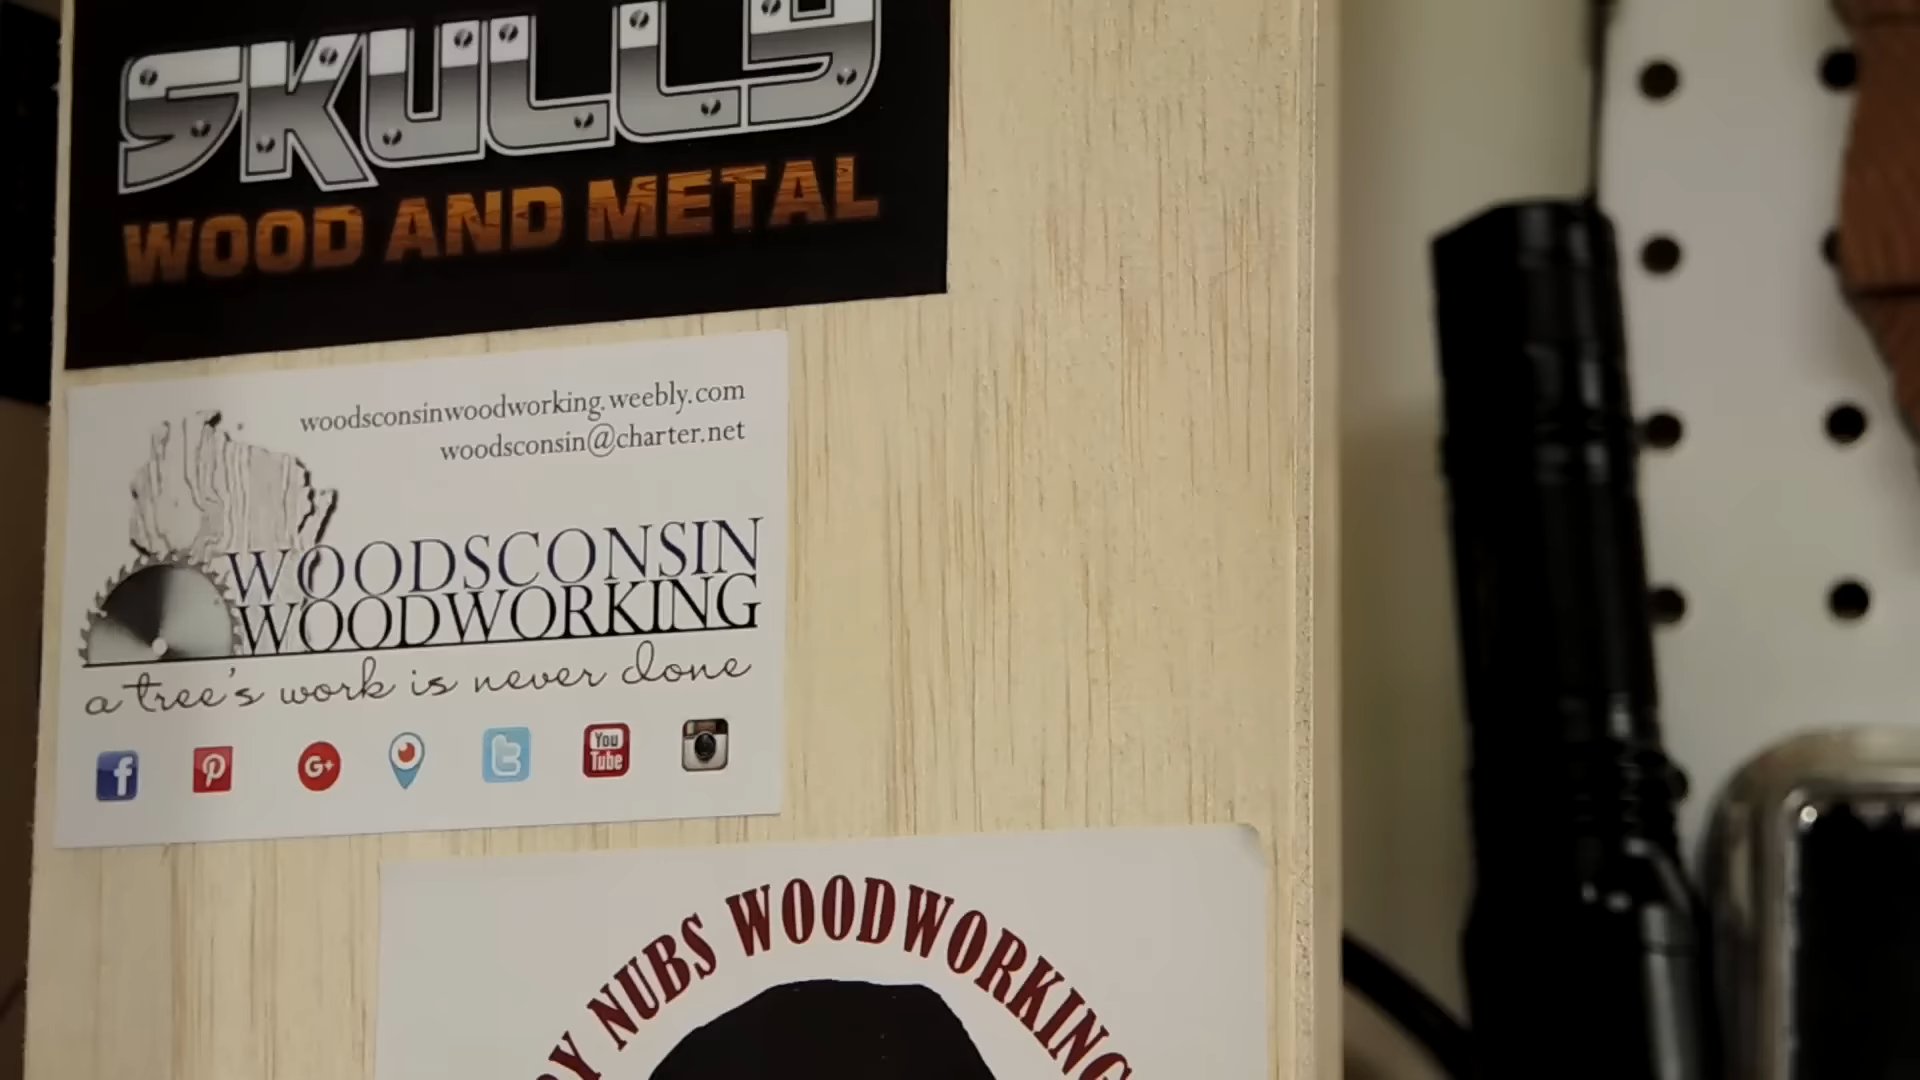 SKULLY
WOOD AND METAL
woodsconsinwoodworking.weebly.com
woodsconsin@charter.net
WOODSCONSIN
WOODWORKING
a tree's work is never done
f
P
G+
t
You
Tube
NUBS WOODWORKING